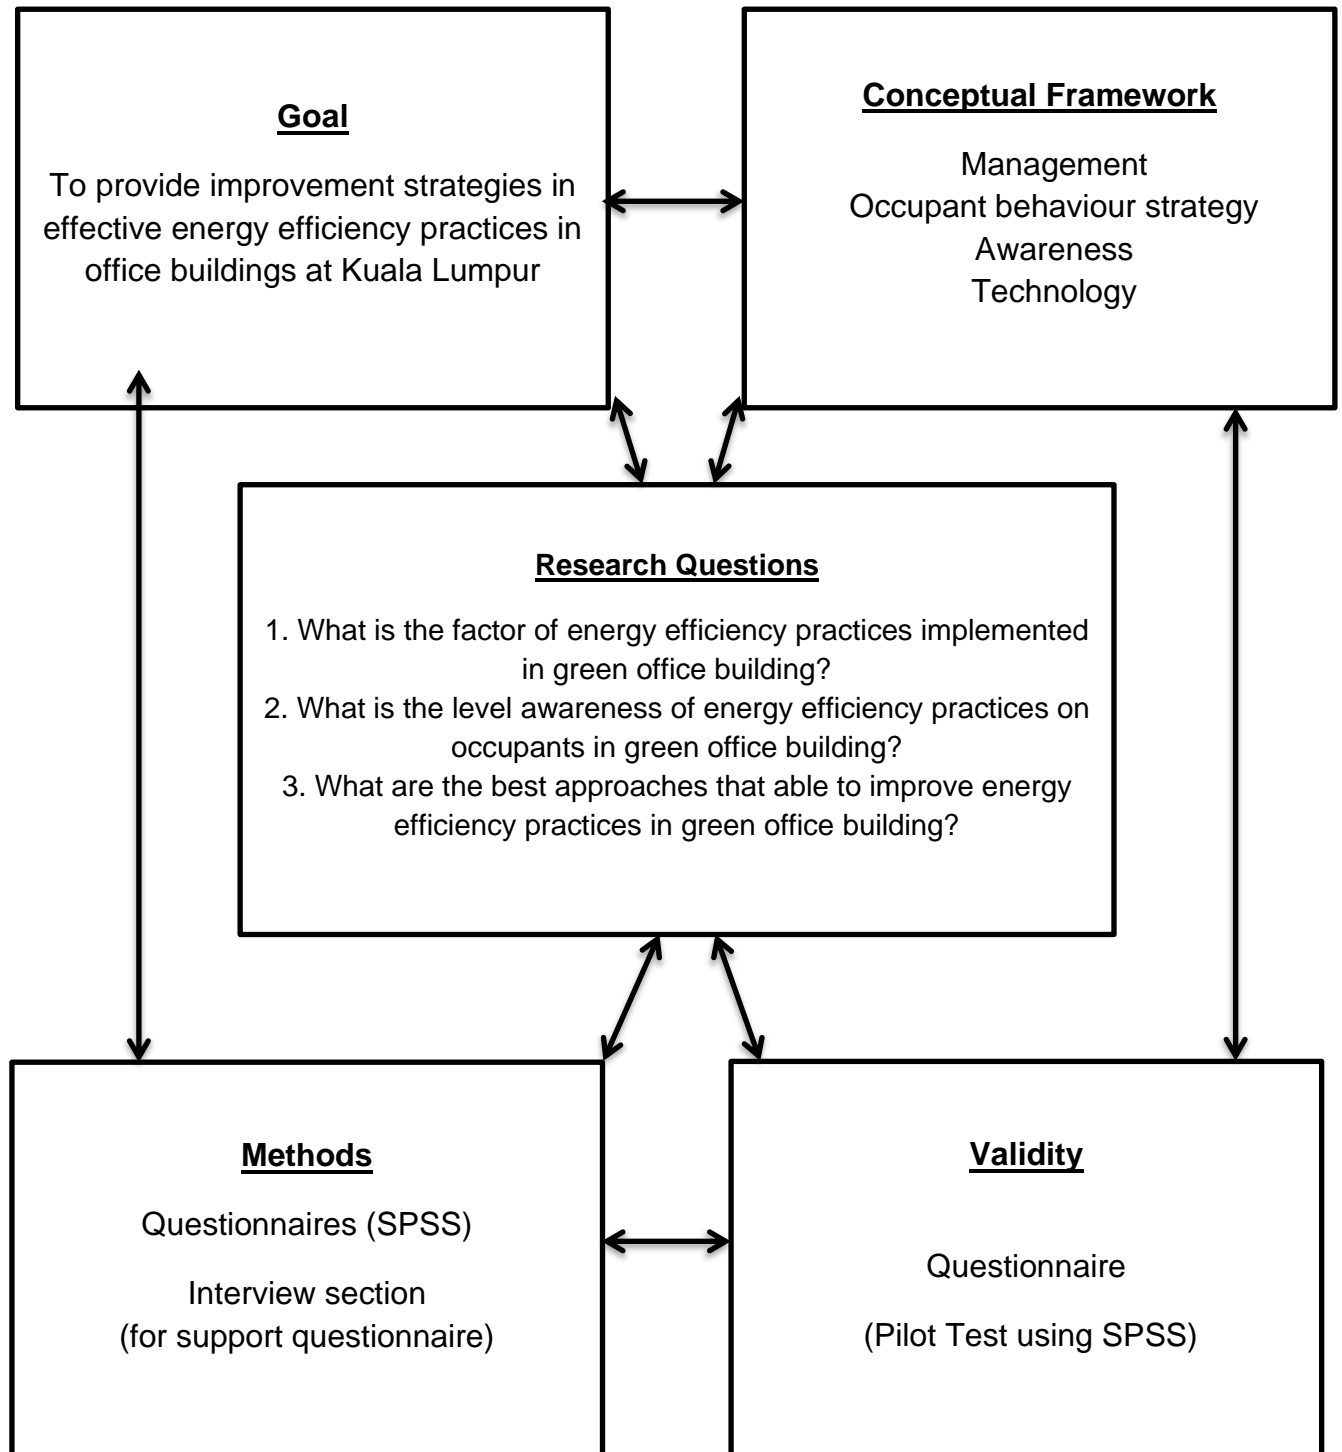 Goal
To provide improvement strategies in
effective energy efficiency practices in
office buildings at Kuala Lumpur
Conceptual Framework
Management
Occupant behaviour strategy
Awareness
Technology
Research Questions
1. What is the factor of energy efficiency practices implemented
in green office building?
2. What is the level awareness of energy efficiency practices on
occupants in green office building?
3. What are the best approaches that able to improve energy
efficiency practices in green office building?
Methods
Questionnaires (SPSS)
Interview section
(for support questionnaire)
Validity
Questionnaire
(Pilot Test using SPSS)